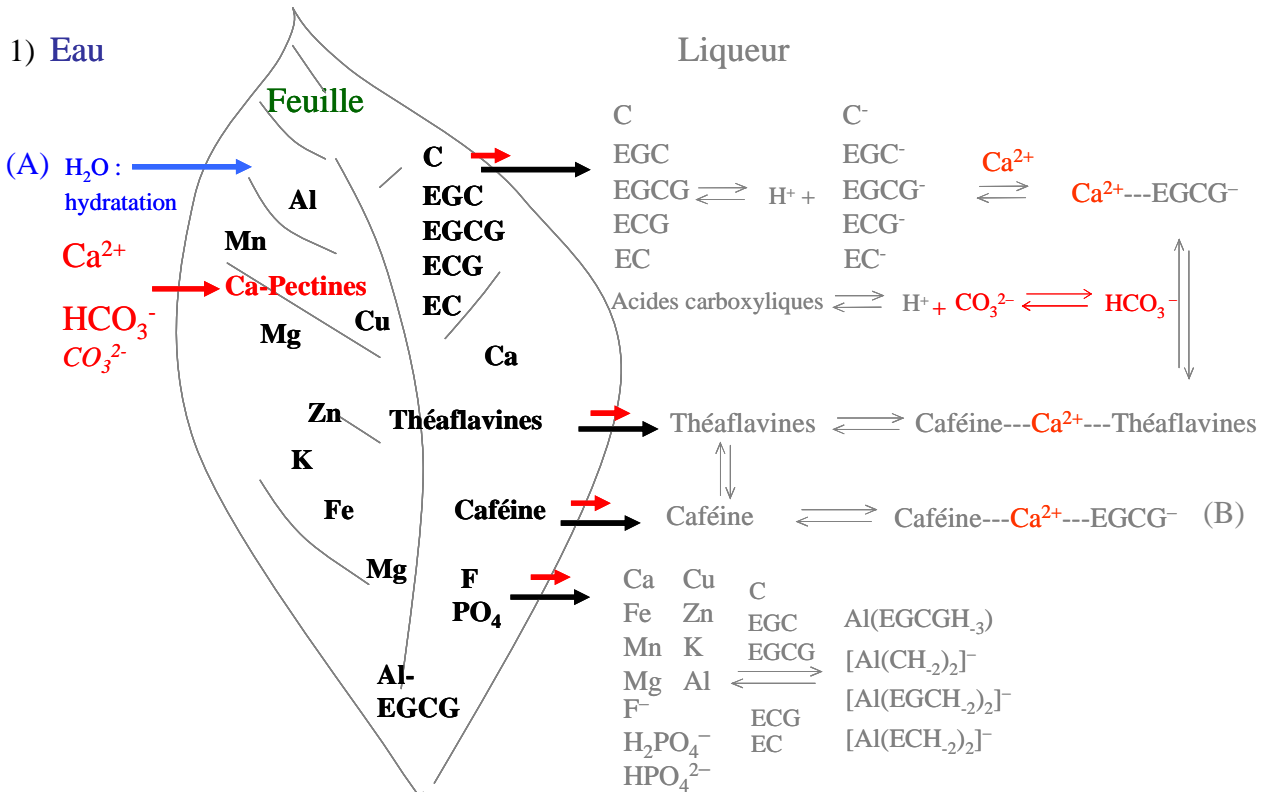 1) Eau
Liqueur
Feuille
(A) H₂O :
hydratation
Ca²⁺
HCO₃⁻
CO₃²⁻
Al
Mn
Ca-Pectines
Mg
Cu
Zn
K
Fe
Mg
Al-
EGCG
C
EGC
EGCG
ECG
EC
Ca
Théaflavines
Caféine
F
PO₄
C
EGC
EGCG
ECG
EC
H⁺ +
C⁻
EGC⁻
EGCG⁻
ECG⁻
EC⁻
Ca²⁺
Ca²⁺---EGCG⁻
Acides carboxyliques
H⁺ + CO₃²⁻
HCO₃⁻
Théaflavines
Caféine---Ca²⁺---Théaflavines
Caféine
Caféine---Ca²⁺---EGCG⁻ (B)
Ca Cu
Fe Zn
Mn K
Mg Al
F⁻
H₂PO₄⁻
HPO₄²⁻
C
EGC
EGCG
ECG
EC
Al(EGCGH₋₃)
[Al(CH₋₂)₂]⁻
[Al(EGCH₋₂)₂]⁻
[Al(ECH₋₂)₂]⁻